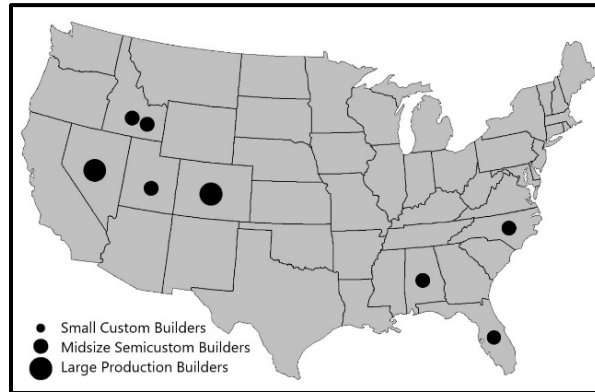 Small Custom Builders
Midsize Semicustom Builders
Large Production Builders